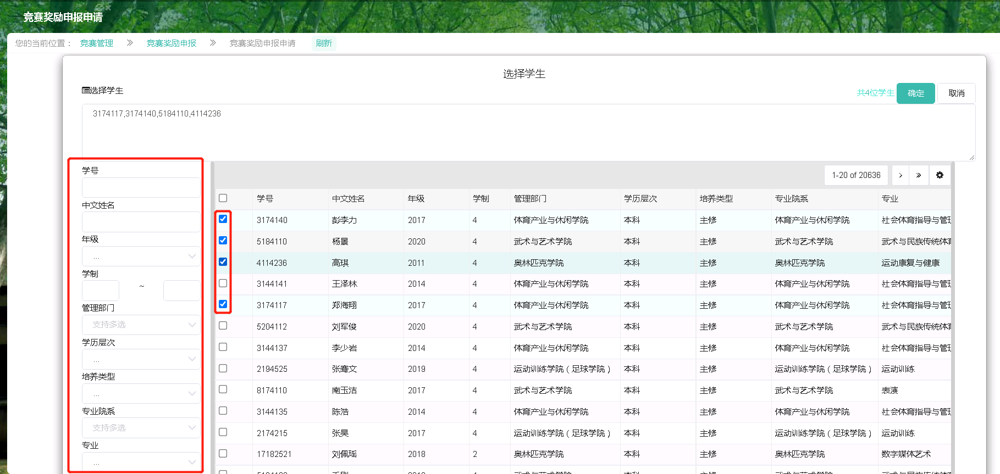 竞赛奖励申报申请
您的当前位置： 竞赛管理 » 竞赛奖励申报 » 竞赛奖励申报申请 刷新
选择学生
选择学生 共4位学生 确定 取消
3174117,3174140,5184110,4114236
学号
中文姓名
年级
...
学制
~
管理部门
支持多选
学历层次
...
培养类型
...
专业院系
支持多选
专业
...
1-20 of 20636 › »
学号 中文姓名 年级 学制 管理部门 学历层次 培养类型 专业院系 专业
3174140 彭李力 2017 4 体育产业与休闲学院 本科 主修 体育产业与休闲学院 社会体育指导与管理
5184110 杨景 2020 4 武术与艺术学院 本科 主修 武术与艺术学院 武术与民族传统体育
4114236 高琪 2011 4 奥林匹克学院 本科 主修 奥林匹克学院 运动康复与健康
3144141 王泽林 2014 4 体育产业与休闲学院 本科 主修 体育产业与休闲学院 社会体育指导与管理
3174117 郑海翔 2017 4 体育产业与休闲学院 本科 主修 体育产业与休闲学院 社会体育指导与管理
5204112 刘军俊 2020 4 武术与艺术学院 本科 主修 武术与艺术学院 武术与民族传统体育
3144137 李少岩 2014 4 体育产业与休闲学院 本科 主修 体育产业与休闲学院 社会体育指导与管理
2194525 张骞文 2019 4 运动训练学院（足球学院） 本科 主修 运动训练学院（足球学院） 运动训练
8174110 南玉洁 2017 4 武术与艺术学院 本科 主修 武术与艺术学院 表演
3144135 陈浩 2014 4 体育产业与休闲学院 本科 主修 体育产业与休闲学院 社会体育指导与管理
2174215 张昊 2017 4 运动训练学院（足球学院） 本科 主修 运动训练学院（足球学院） 运动训练
17182521 刘佩瑶 2018 2 奥林匹克学院 本科 主修 奥林匹克学院 数字媒体艺术